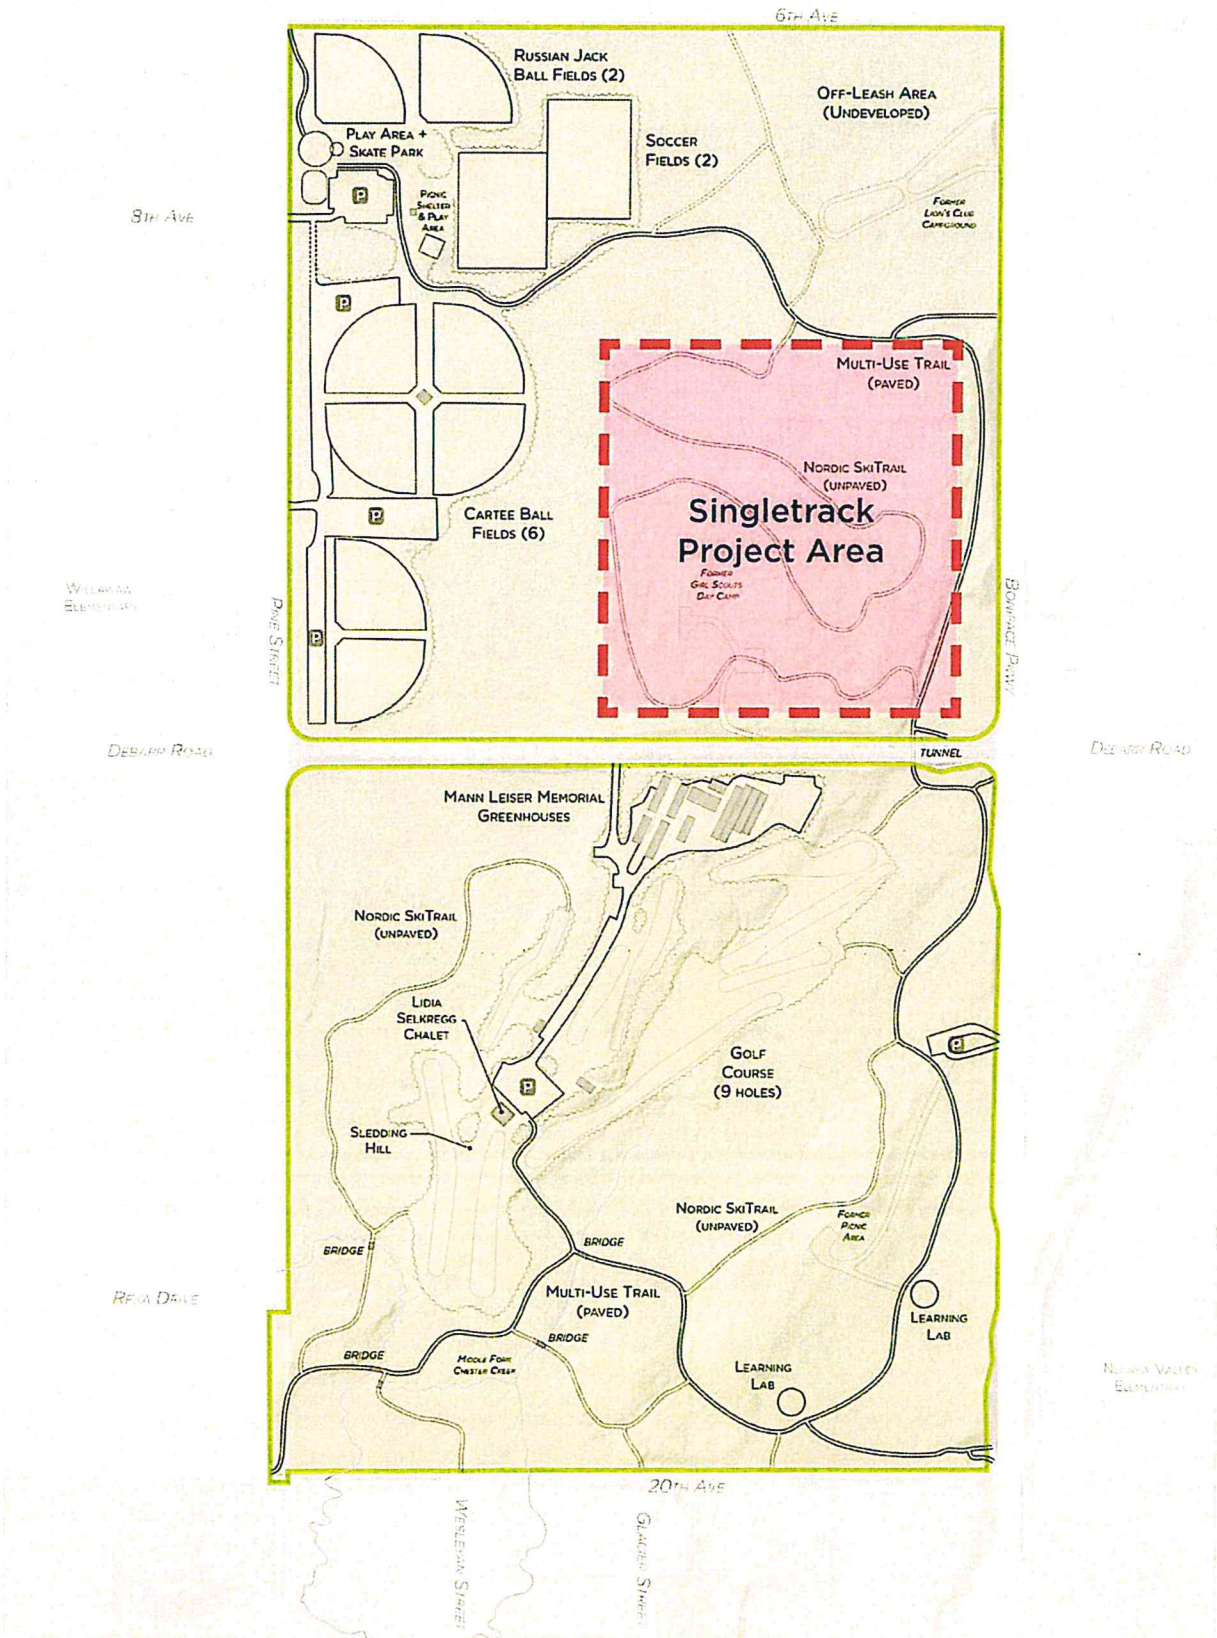 6TH AVE
RUSSIAN JACK
BALL FIELDS (2)
OFF-LEASH AREA
(UNDEVELOPED)
PLAY AREA +
SKATE PARK
SOCCER
FIELDS (2)
P
PICNIC
SHELTER
& PLAY
AREA
FORMER
LION'S CLUB
CAMPGROUND
8TH AVE
P
MULTI-USE TRAIL
(PAVED)
NORDIC SKITRAIL
(UNPAVED)
CARTEE BALL
FIELDS (6)
P
Singletrack
Project Area
FORMER
GIRL SCOUTS
DAY CAMP
ELEMENTARY
PINE STREET
P
BONIFACE PKWY
DEBARR ROAD
TUNNEL
DEBARR ROAD
MANN LEISER MEMORIAL
GREENHOUSES
NORDIC SKITRAIL
(UNPAVED)
LIDIA
SELKREGG
CHALET
P
GOLF
COURSE
(9 HOLES)
P
SLEDDING
HILL
NORDIC SKITRAIL
(UNPAVED)
FORMER
PICNIC
AREA
BRIDGE
BRIDGE
MULTI-USE TRAIL
(PAVED)
DRIVE
LEARNING
LAB
BRIDGE
BRIDGE
MIDDLE FORK
CHESTER CREEK
LEARNING
LAB
VALLEY
ELEMENTARY
20TH AVE
WESLEYAN STREET
GLACIER STREET